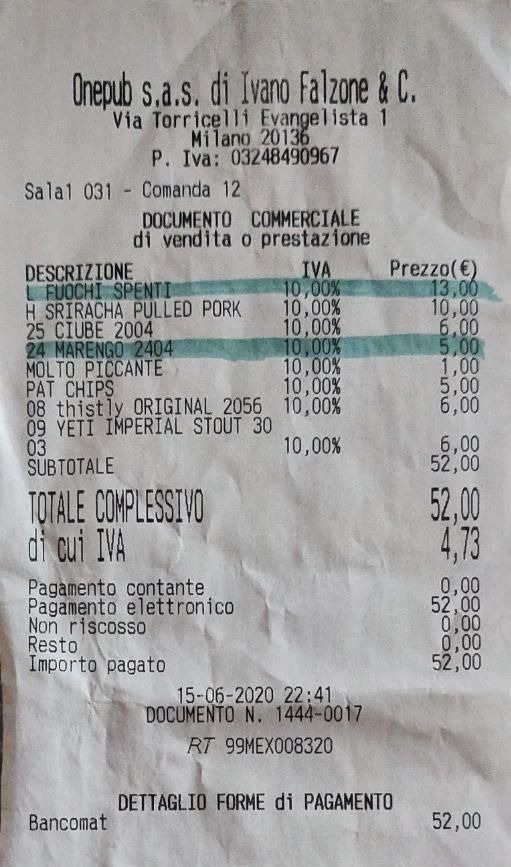 Onepub s.a.s. di Ivano Falzone & C.
Via Torricelli Evangelista 1
Milano 20136
P. Iva: 03248490967
Sala1 031 - Comanda 12
DOCUMENTO COMMERCIALE
di vendita o prestazione
DESCRIZIONE IVA Prezzo(€)
L FUOCHI SPENTI 10,00% 13,00
H SRIRACHA PULLED PORK 10,00% 10,00
25 CIUBE 2004 10,00% 6,00
24 MARENGO 2404 10,00% 5,00
MOLTO PICCANTE 10,00% 1,00
PAT CHIPS 10,00% 5,00
08 thistly ORIGINAL 2056 10,00% 6,00
09 YETI IMPERIAL STOUT 30
03 10,00% 6,00
SUBTOTALE 52,00
TOTALE COMPLESSIVO 52,00
di cui IVA 4,73
Pagamento contante 0,00
Pagamento elettronico 52,00
Non riscosso 0,00
Resto 0,00
Importo pagato 52,00
15-06-2020 22:41
DOCUMENTO N. 1444-0017
RT 99MEX008320
DETTAGLIO FORME di PAGAMENTO
Bancomat 52,00